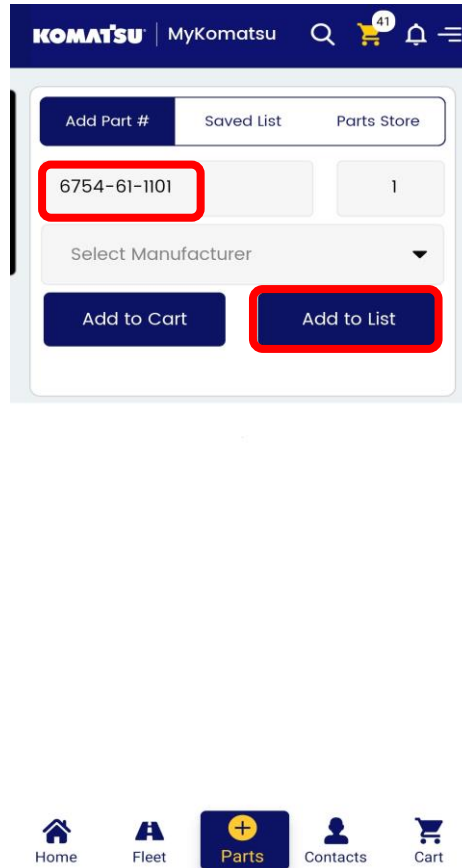 KOMATSU | MyKomatsu 41
Add Part # Saved List Parts Store
6754-61-1101 1
Select Manufacturer
Add to Cart Add to List
Home Fleet Parts Contacts Cart